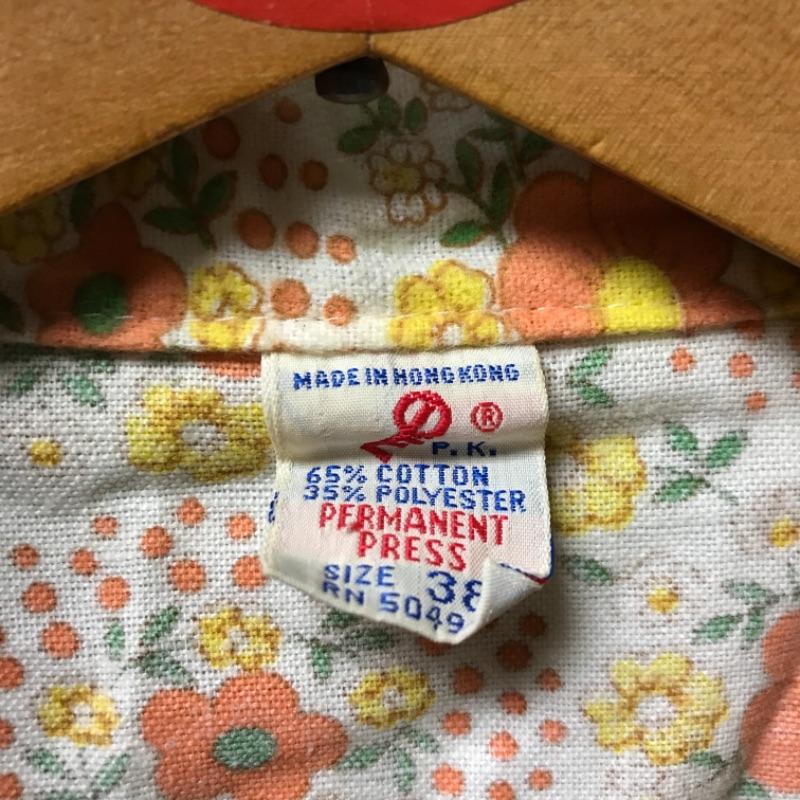 MADE IN HONG KONG
®
P. K.
65% COTTON
35% POLYESTER
PERMANENT
PRESS
SIZE 38
RN 5049